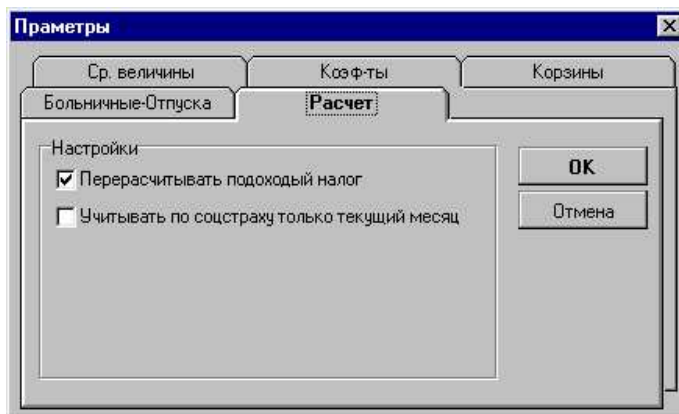 Праметры
Ср. величины
Коэф-ты
Корзины
Больничные-Отпуска
Расчет
Настройки
Перерасчитывать подоходый налог
Учитывать по соцстраху только текущий месяц
OK
Отмена